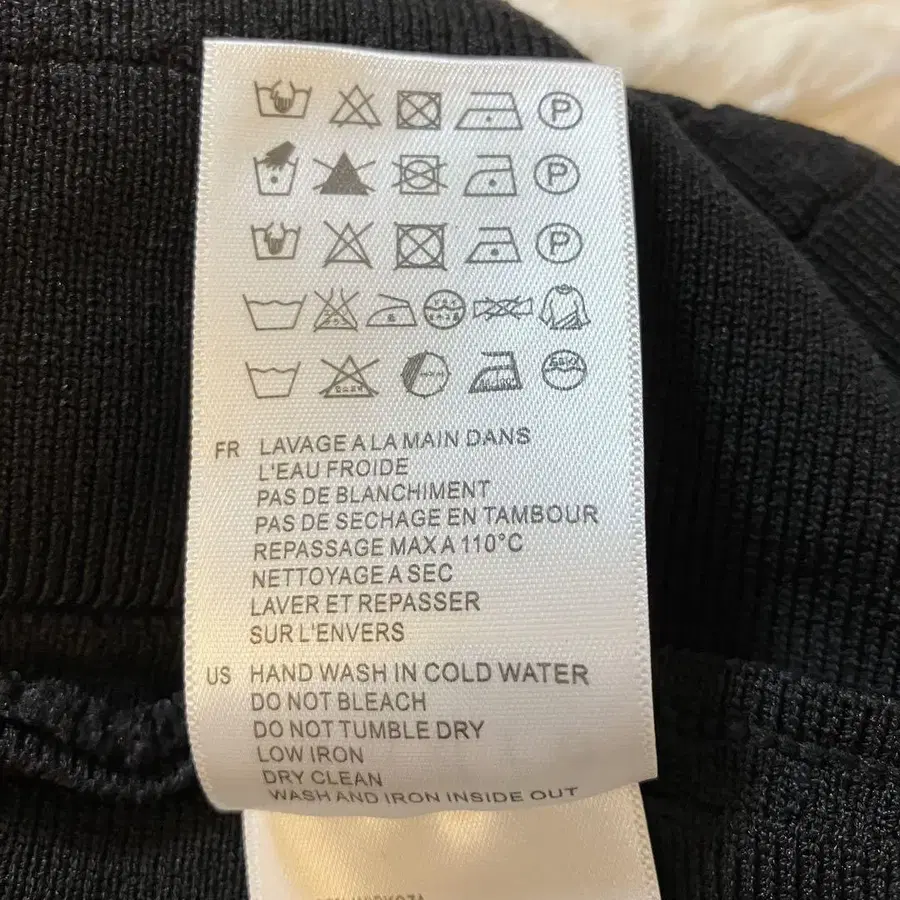 P
P
P
FR LAVAGE A LA MAIN DANS
L'EAU FROIDE
PAS DE BLANCHIMENT
PAS DE SECHAGE EN TAMBOUR
REPASSAGE MAX A 110°C
NETTOYAGE A SEC
LAVER ET REPASSER
SUR L'ENVERS
US HAND WASH IN COLD WATER
DO NOT BLEACH
DO NOT TUMBLE DRY
LOW IRON
DRY CLEAN
WASH AND IRON INSIDE OUT